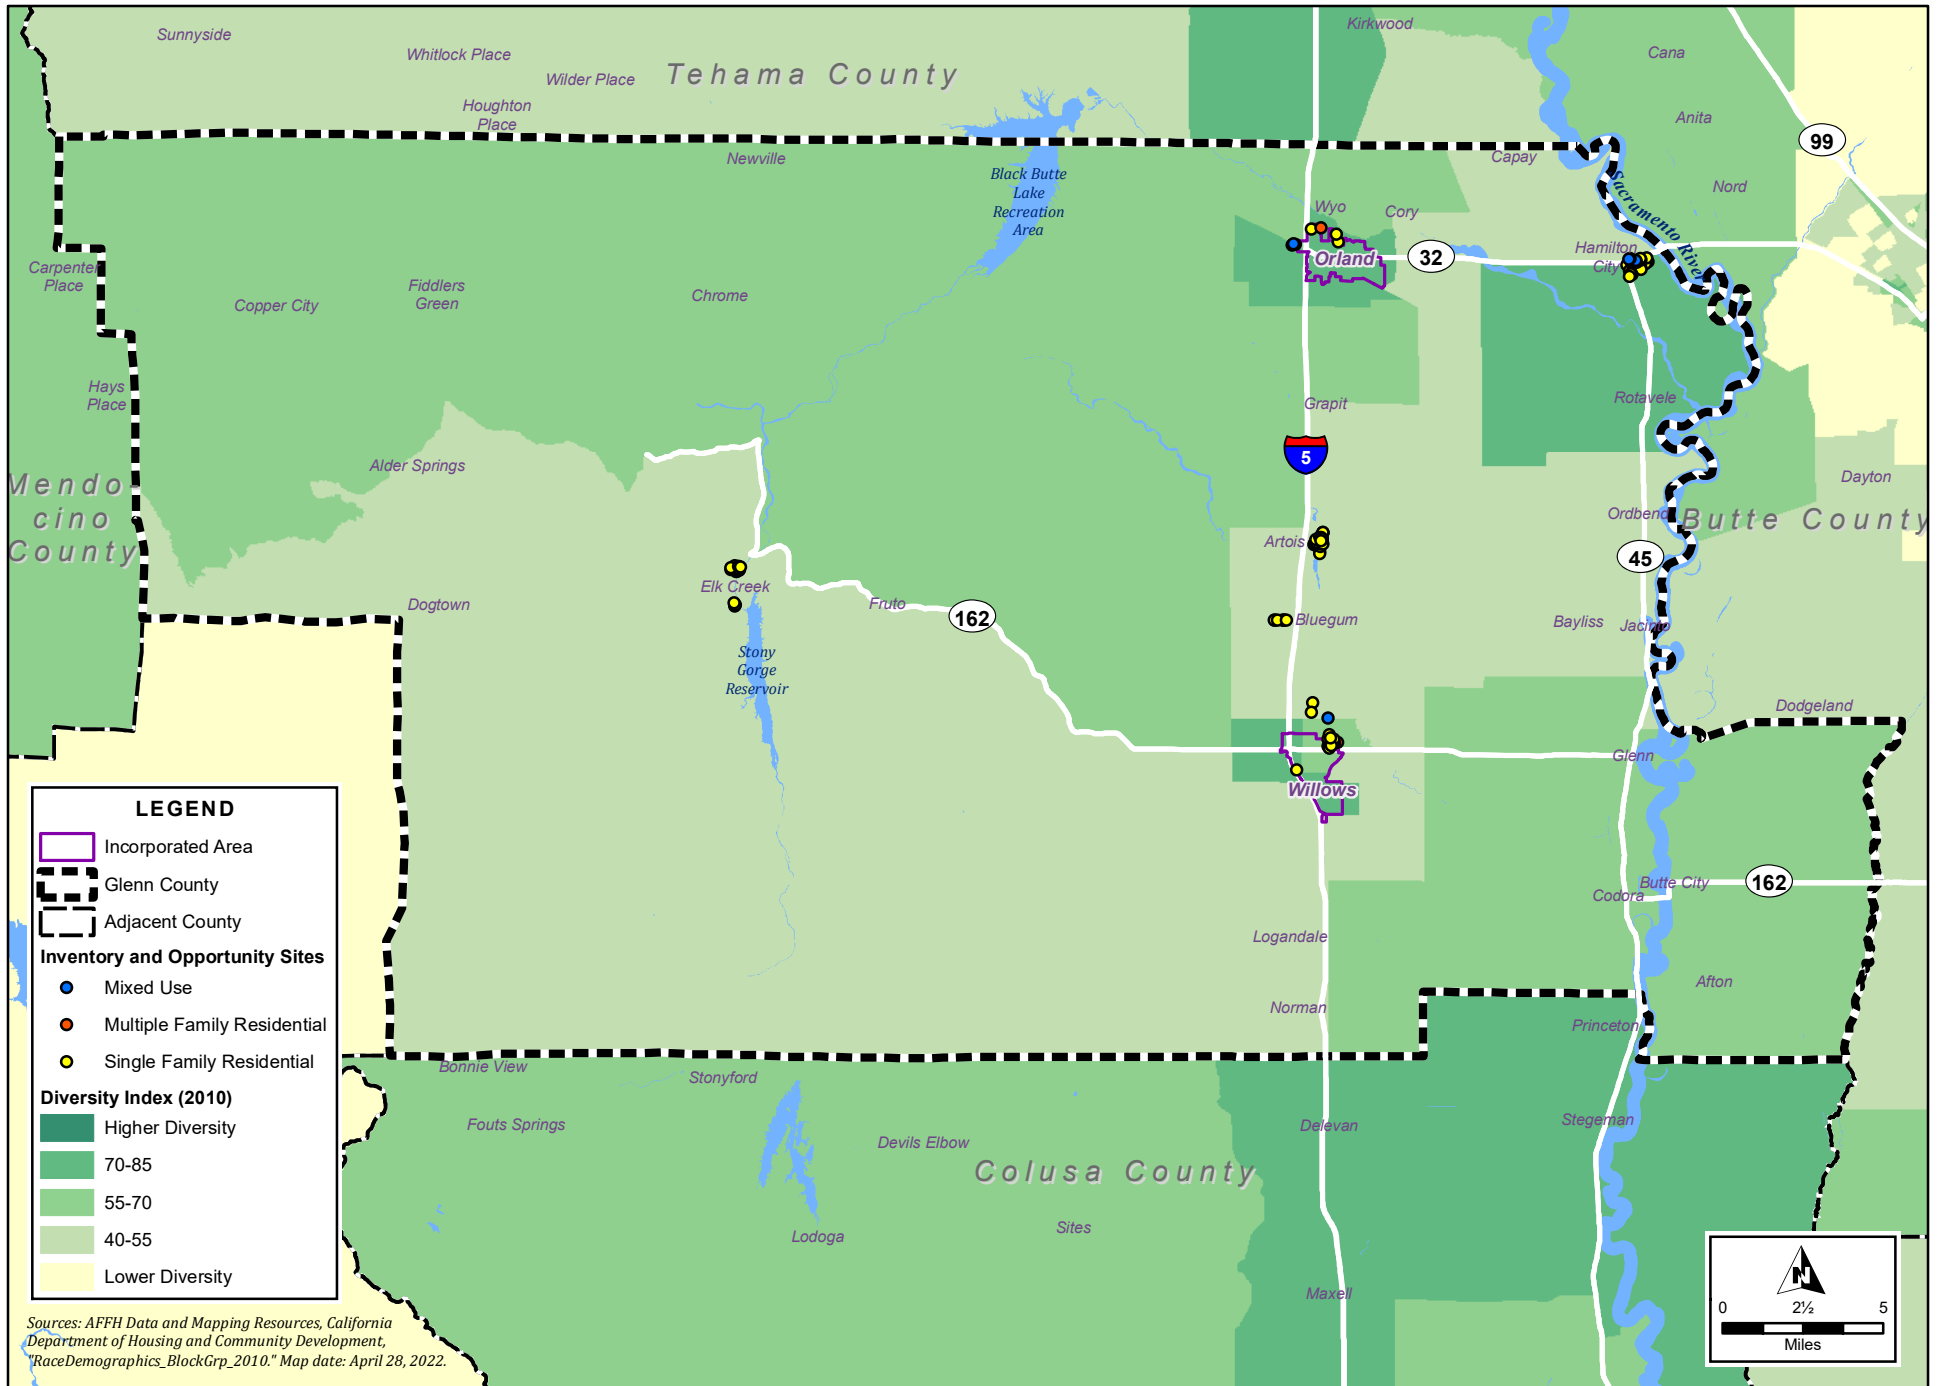 Sunnyside
Whitlock Place
Wilder Place
Houghton
Place
Tehama County
Kirkwood
Cana
Anita
99
Nord
Capay
Newville
Black Butte
Lake
Recreation
Area
Sacramento River
Wyo
Cory
Orland
32
Hamilton
City
Carpenter
Place
Copper City
Fiddlers
Green
Chrome
Hays
Place
Grapit
Rotavele
5
Alder Springs
Dayton
Mendo-
cino
County
Ordbend
Butte County
Artois
45
Elk Creek
Dogtown
Fruto
162
Bluegum
Bayliss
Jacinto
Stony
Gorge
Reservoir
Dodgeland
Glenn
Willows
Butte City
162
Codora
Logandale
Afton
Norman
Princeton
Bonnie View
Stonyford
Fouts Springs
Devils Elbow
Delevan
Stegeman
Colusa County
Lodoga
Sites
Maxell
LEGEND
Incorporated Area
Glenn County
Adjacent County
Inventory and Opportunity Sites
Mixed Use
Multiple Family Residential
Single Family Residential
Diversity Index (2010)
Higher Diversity
70-85
55-70
40-55
Lower Diversity
Sources: AFFH Data and Mapping Resources, California
Department of Housing and Community Development,
"RaceDemographics_BlockGrp_2010." Map date: April 28, 2022.
N
0 2½ 5
Miles